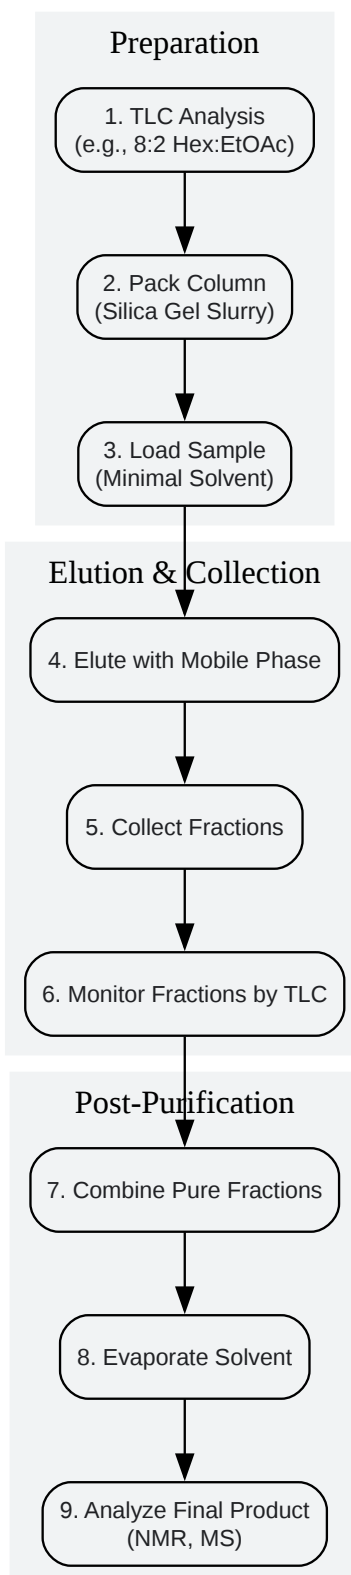 Preparation
1. TLC Analysis
(e.g., 8:2 Hex:EtOAc)
2. Pack Column
(Silica Gel Slurry)
3. Load Sample
(Minimal Solvent)
Elution & Collection
4. Elute with Mobile Phase
5. Collect Fractions
6. Monitor Fractions by TLC
Post-Purification
7. Combine Pure Fractions
8. Evaporate Solvent
9. Analyze Final Product
(NMR, MS)